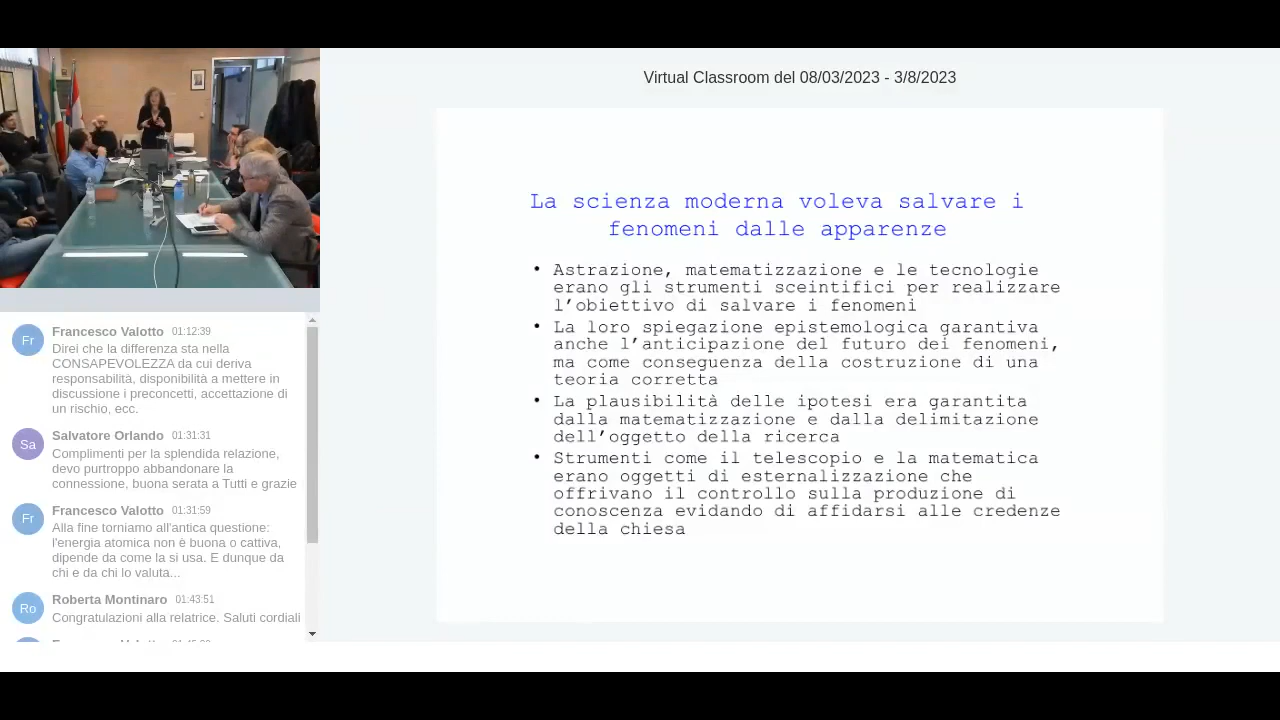 Virtual Classroom del 08/03/2023 - 3/8/2023
La scienza moderna voleva salvare i
fenomeni dalle apparenze
• Astrazione, matematizzazione e le tecnologie
erano gli strumenti sceintifici per realizzare
l’obiettivo di salvare i fenomeni
• La loro spiegazione epistemologica garantiva
anche l’anticipazione del futuro dei fenomeni,
ma come conseguenza della costruzione di una
teoria corretta
• La plausibilità delle ipotesi era garantita
dalla matematizzazione e dalla delimitazione
dell’oggetto della ricerca
• Strumenti come il telescopio e la matematica
erano oggetti di esternalizzazione che
offrivano il controllo sulla produzione di
conoscenza evidando di affidarsi alle credenze
della chiesa
Fr
Francesco Valotto 01:12:39
Direi che la differenza sta nella
CONSAPEVOLEZZA da cui deriva
responsabilità, disponibilità a mettere in
discussione i preconcetti, accettazione di
un rischio, ecc.
Sa
Salvatore Orlando 01:31:31
Complimenti per la splendida relazione,
devo purtroppo abbandonare la
connessione, buona serata a Tutti e grazie
Fr
Francesco Valotto 01:31:59
Alla fine torniamo all'antica questione:
l'energia atomica non è buona o cattiva,
dipende da come la si usa. E dunque da
chi e da chi lo valuta...
Ro
Roberta Montinaro 01:43:51
Congratulazioni alla relatrice. Saluti cordiali